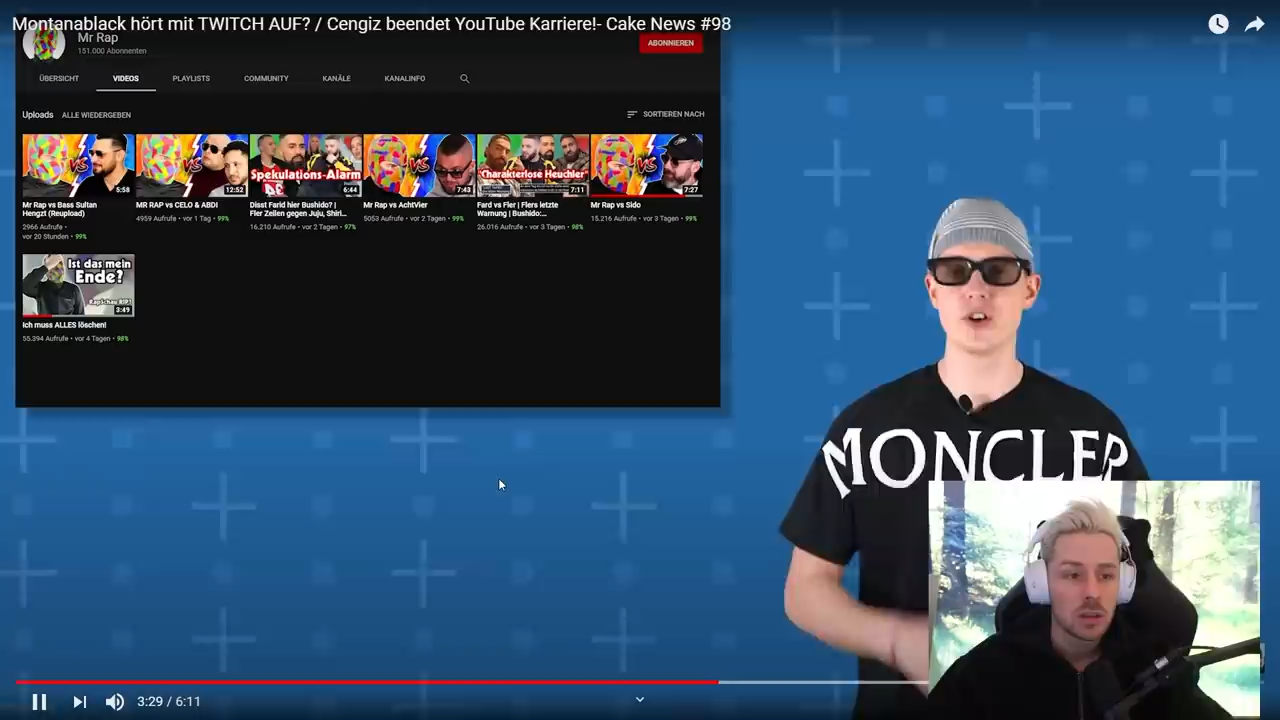 Montanablack hört mit TWITCH AUF? / Cengiz beendet YouTube Karriere!- Cake News #98
Mr Rap
151.000 Abonnenten
ABONNIEREN
ÜBERSICHT VIDEOS PLAYLISTS COMMUNITY KANÄLE KANALINFO
Uploads ALLE WIEDERGEBEN SORTIEREN NACH
VS
5:58
VS
12:52
Spekulations-Alarm
6:44
VS
7:43
"Charakterlose Heuchler"
7:11
VS
7:27
Mr Rap vs Bass Sultan
Hengzt (Reupload)
2966 Aufrufe •
vor 20 Stunden • 99%
MR RAP vs CELO & ABDI
4959 Aufrufe • vor 1 Tag • 99%
Disst Farid hier Bushido? |
Fler Zeilen gegen Juju, Shiri...
16.210 Aufrufe • vor 2 Tagen • 97%
Mr Rap vs AchtVier
5053 Aufrufe • vor 2 Tagen • 99%
Fard vs Fler | Flers letzte
Warnung | Bushido:...
26.016 Aufrufe • vor 3 Tagen • 98%
Mr Rap vs Sido
15.216 Aufrufe • vor 3 Tagen • 99%
Ist das mein
Ende?
RapSchau RIP?
3:49
Ich muss ALLES löschen!
55.394 Aufrufe • vor 4 Tagen • 98%
MONCLER
3:29 / 6:11